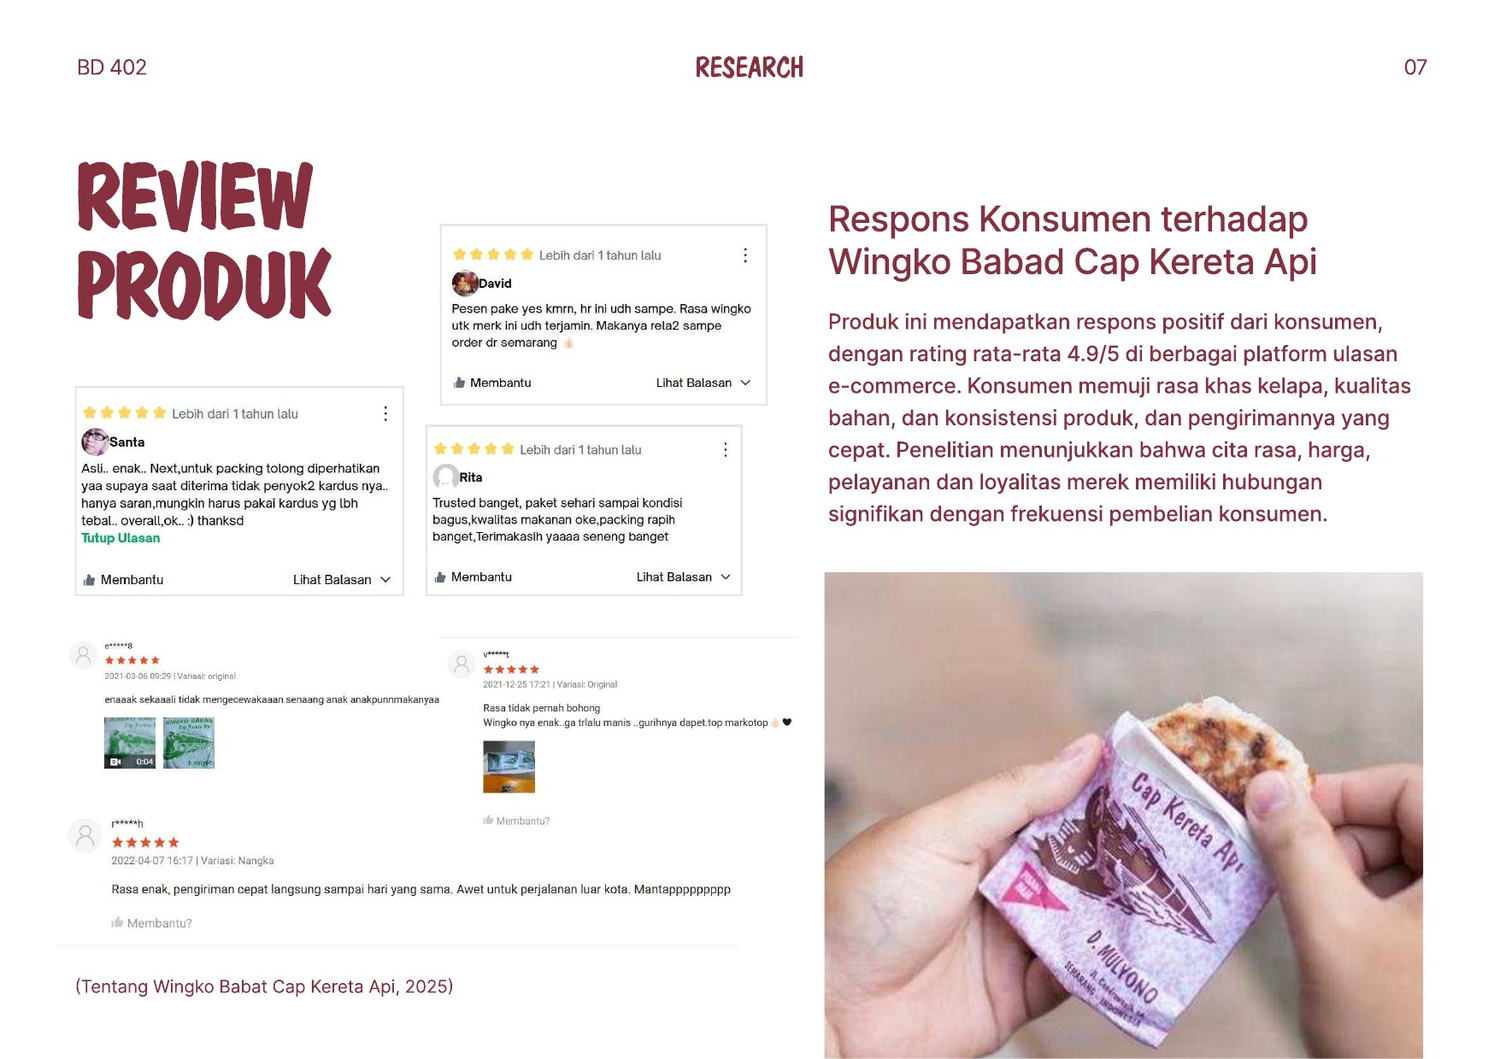 BD 402
RESEARCH
07
REVIEW
PRODUK
Lebih dari 1 tahun lalu
David
Pesen pake yes kmrn, hr ini udh sampe. Rasa wingko
utk merk ini udh terjamin. Makanya rela2 sampe
order dr semarang 👍🏻
Membantu
Lihat Balasan
Lebih dari 1 tahun lalu
Santa
Asli.. enak.. Next,untuk packing tolong diperhatikan
yaa supaya saat diterima tidak penyok2 kardus nya..
hanya saran,mungkin harus pakai kardus yg lbh
tebal.. overall,ok.. :) thanksd
Tutup Ulasan
Membantu
Lihat Balasan
Lebih dari 1 tahun lalu
Rita
Trusted banget, paket sehari sampai kondisi
bagus,kwalitas makanan oke,packing rapih
banget,Terimakasih yaaaa seneng banget
Membantu
Lihat Balasan
e*****8
2021-03-06 09:29 | Variasi: original
enaaak sekaaali tidak mengecewakaaan senaang anak anakpunnmakanyaa
0:04
v*****t
2021-12-25 17:21 | Variasi: Original
Rasa tidak pernah bohong
Wingko nya enak..ga trlalu manis ..gurihnya dapet.top markotop 👍🏻🖤
Membantu?
r*****h
2022-04-07 16:17 | Variasi: Nangka
Rasa enak, pengiriman cepat langsung sampai hari yang sama. Awet untuk perjalanan luar kota. Mantappppppppp
Membantu?
(Tentang Wingko Babat Cap Kereta Api, 2025)
Respons Konsumen terhadap
Wingko Babad Cap Kereta Api
Produk ini mendapatkan respons positif dari konsumen,
dengan rating rata-rata 4.9/5 di berbagai platform ulasan
e-commerce. Konsumen memuji rasa khas kelapa, kualitas
bahan, dan konsistensi produk, dan pengirimannya yang
cepat. Penelitian menunjukkan bahwa cita rasa, harga,
pelayanan dan loyalitas merek memiliki hubungan
signifikan dengan frekuensi pembelian konsumen.
Cap Kereta Api
D. MULYONO
SEMARANG - INDONESIA